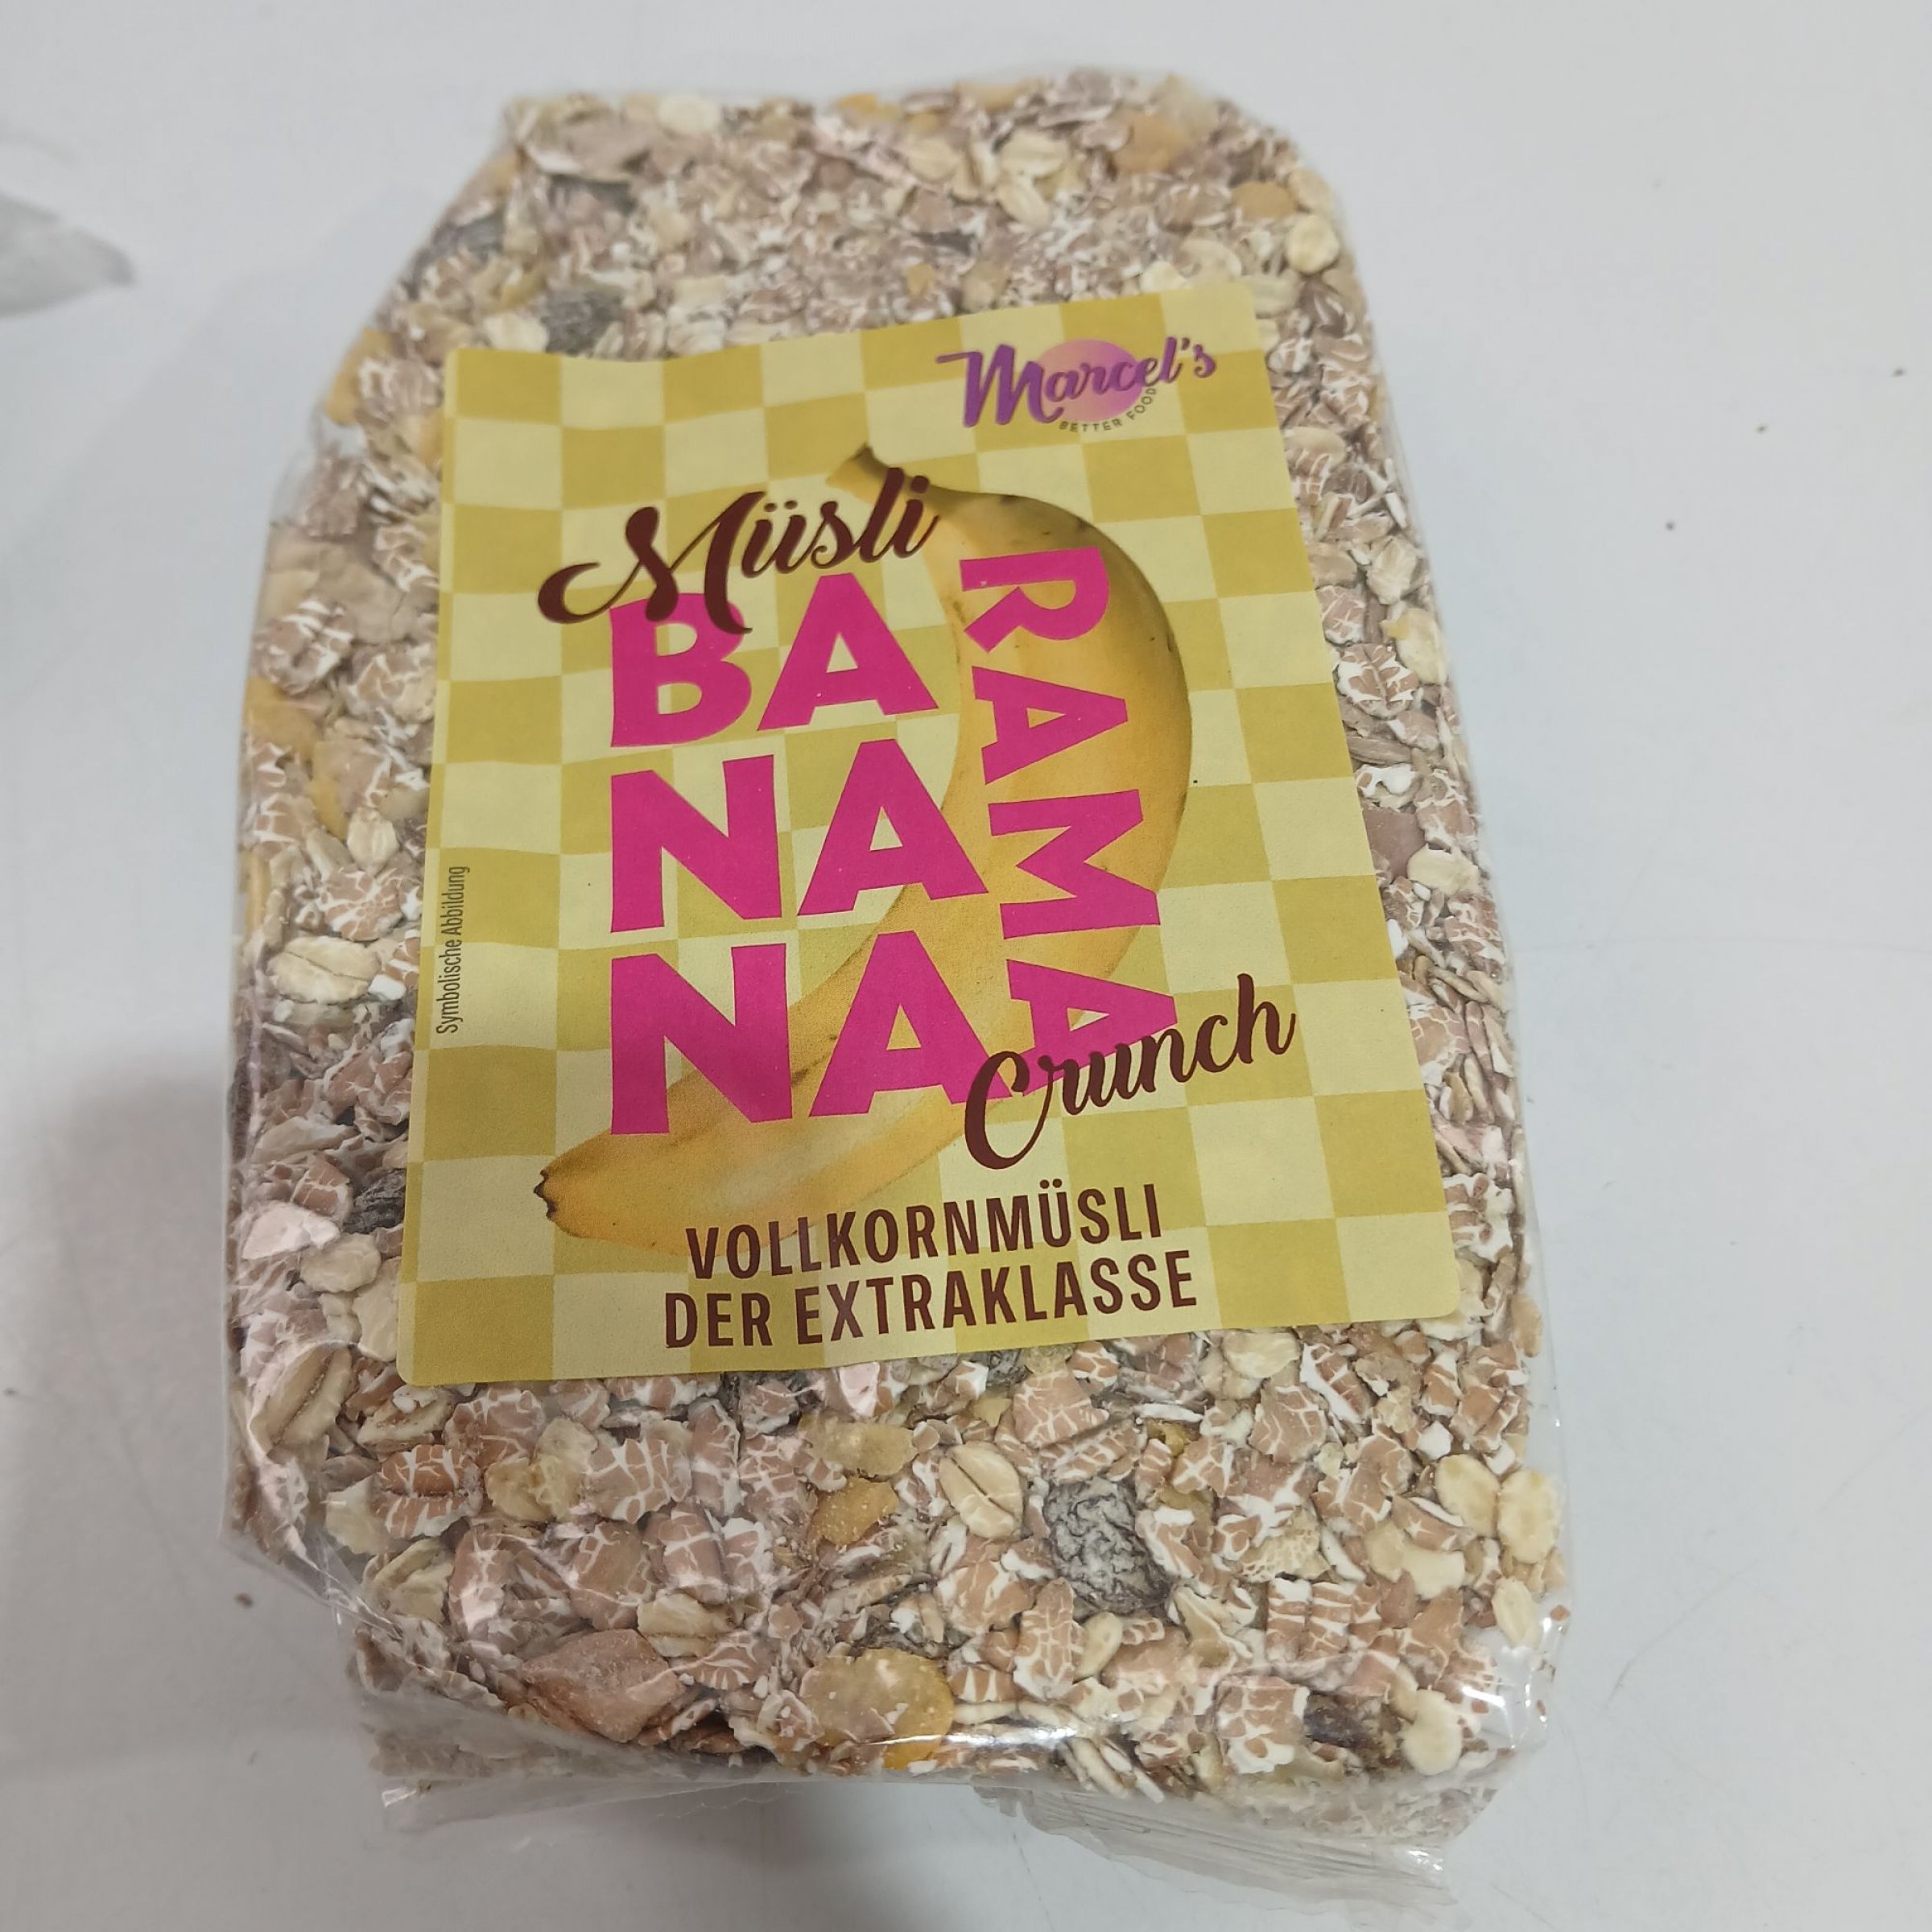 Marcel's
BETTER FOOD
Müsli
BA
NA
NA
RAMA
Crunch
VOLLKORNMÜSLI
DER EXTRAKLASSE
Symbolische Abbildung